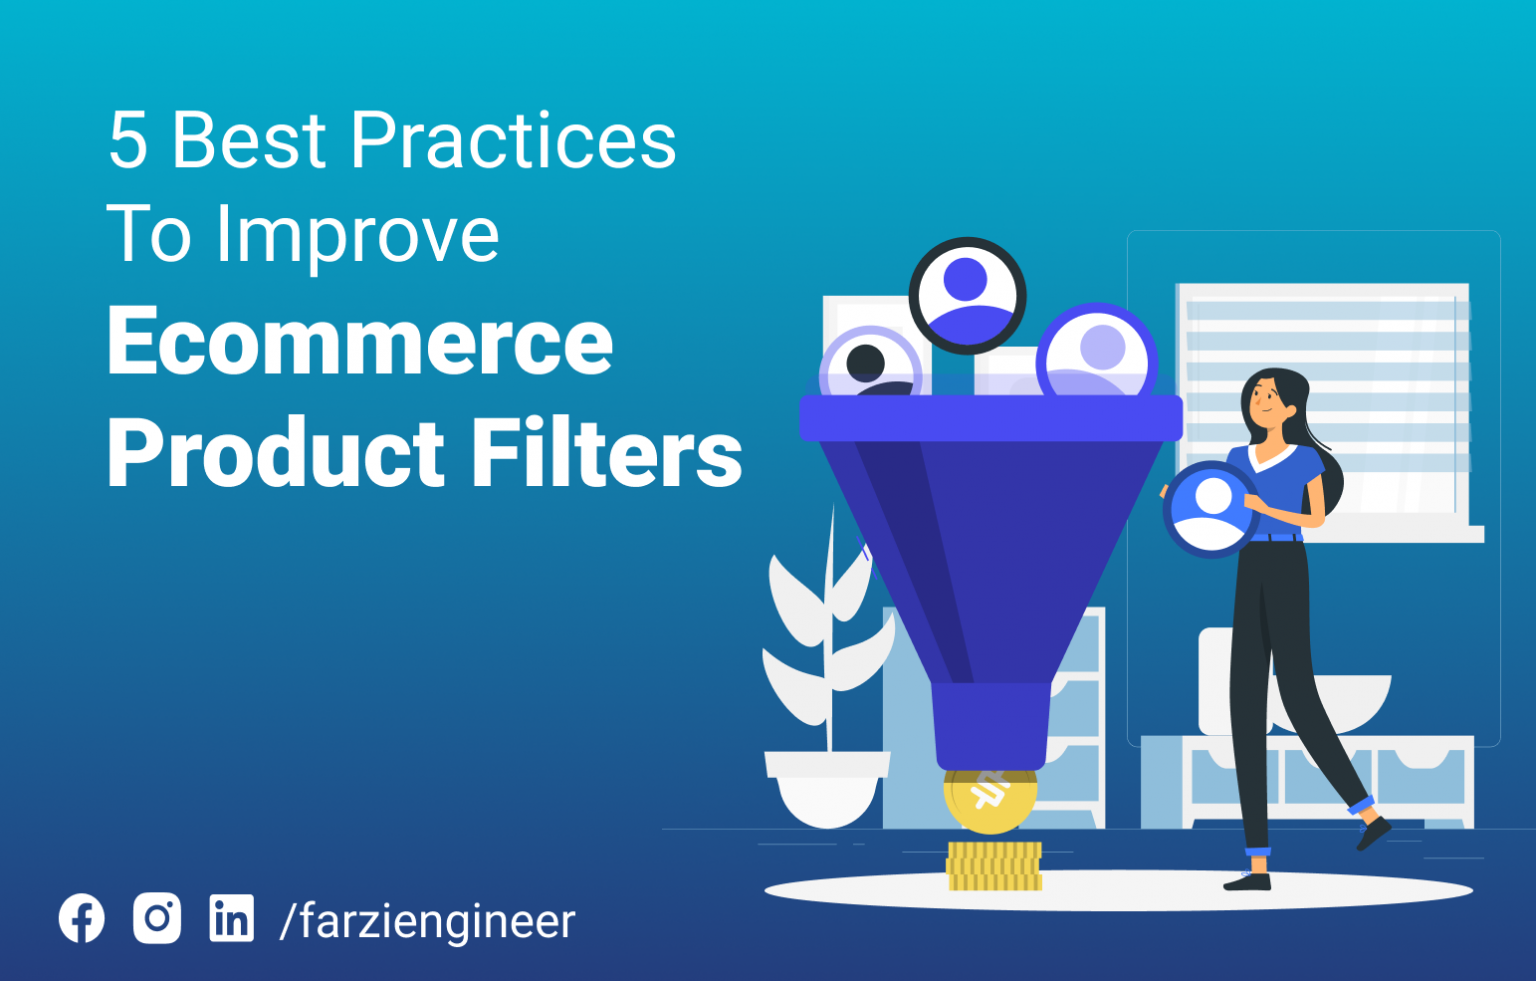 5 Best Practices
To Improve
Ecommerce
Product Filters
/farziengineer